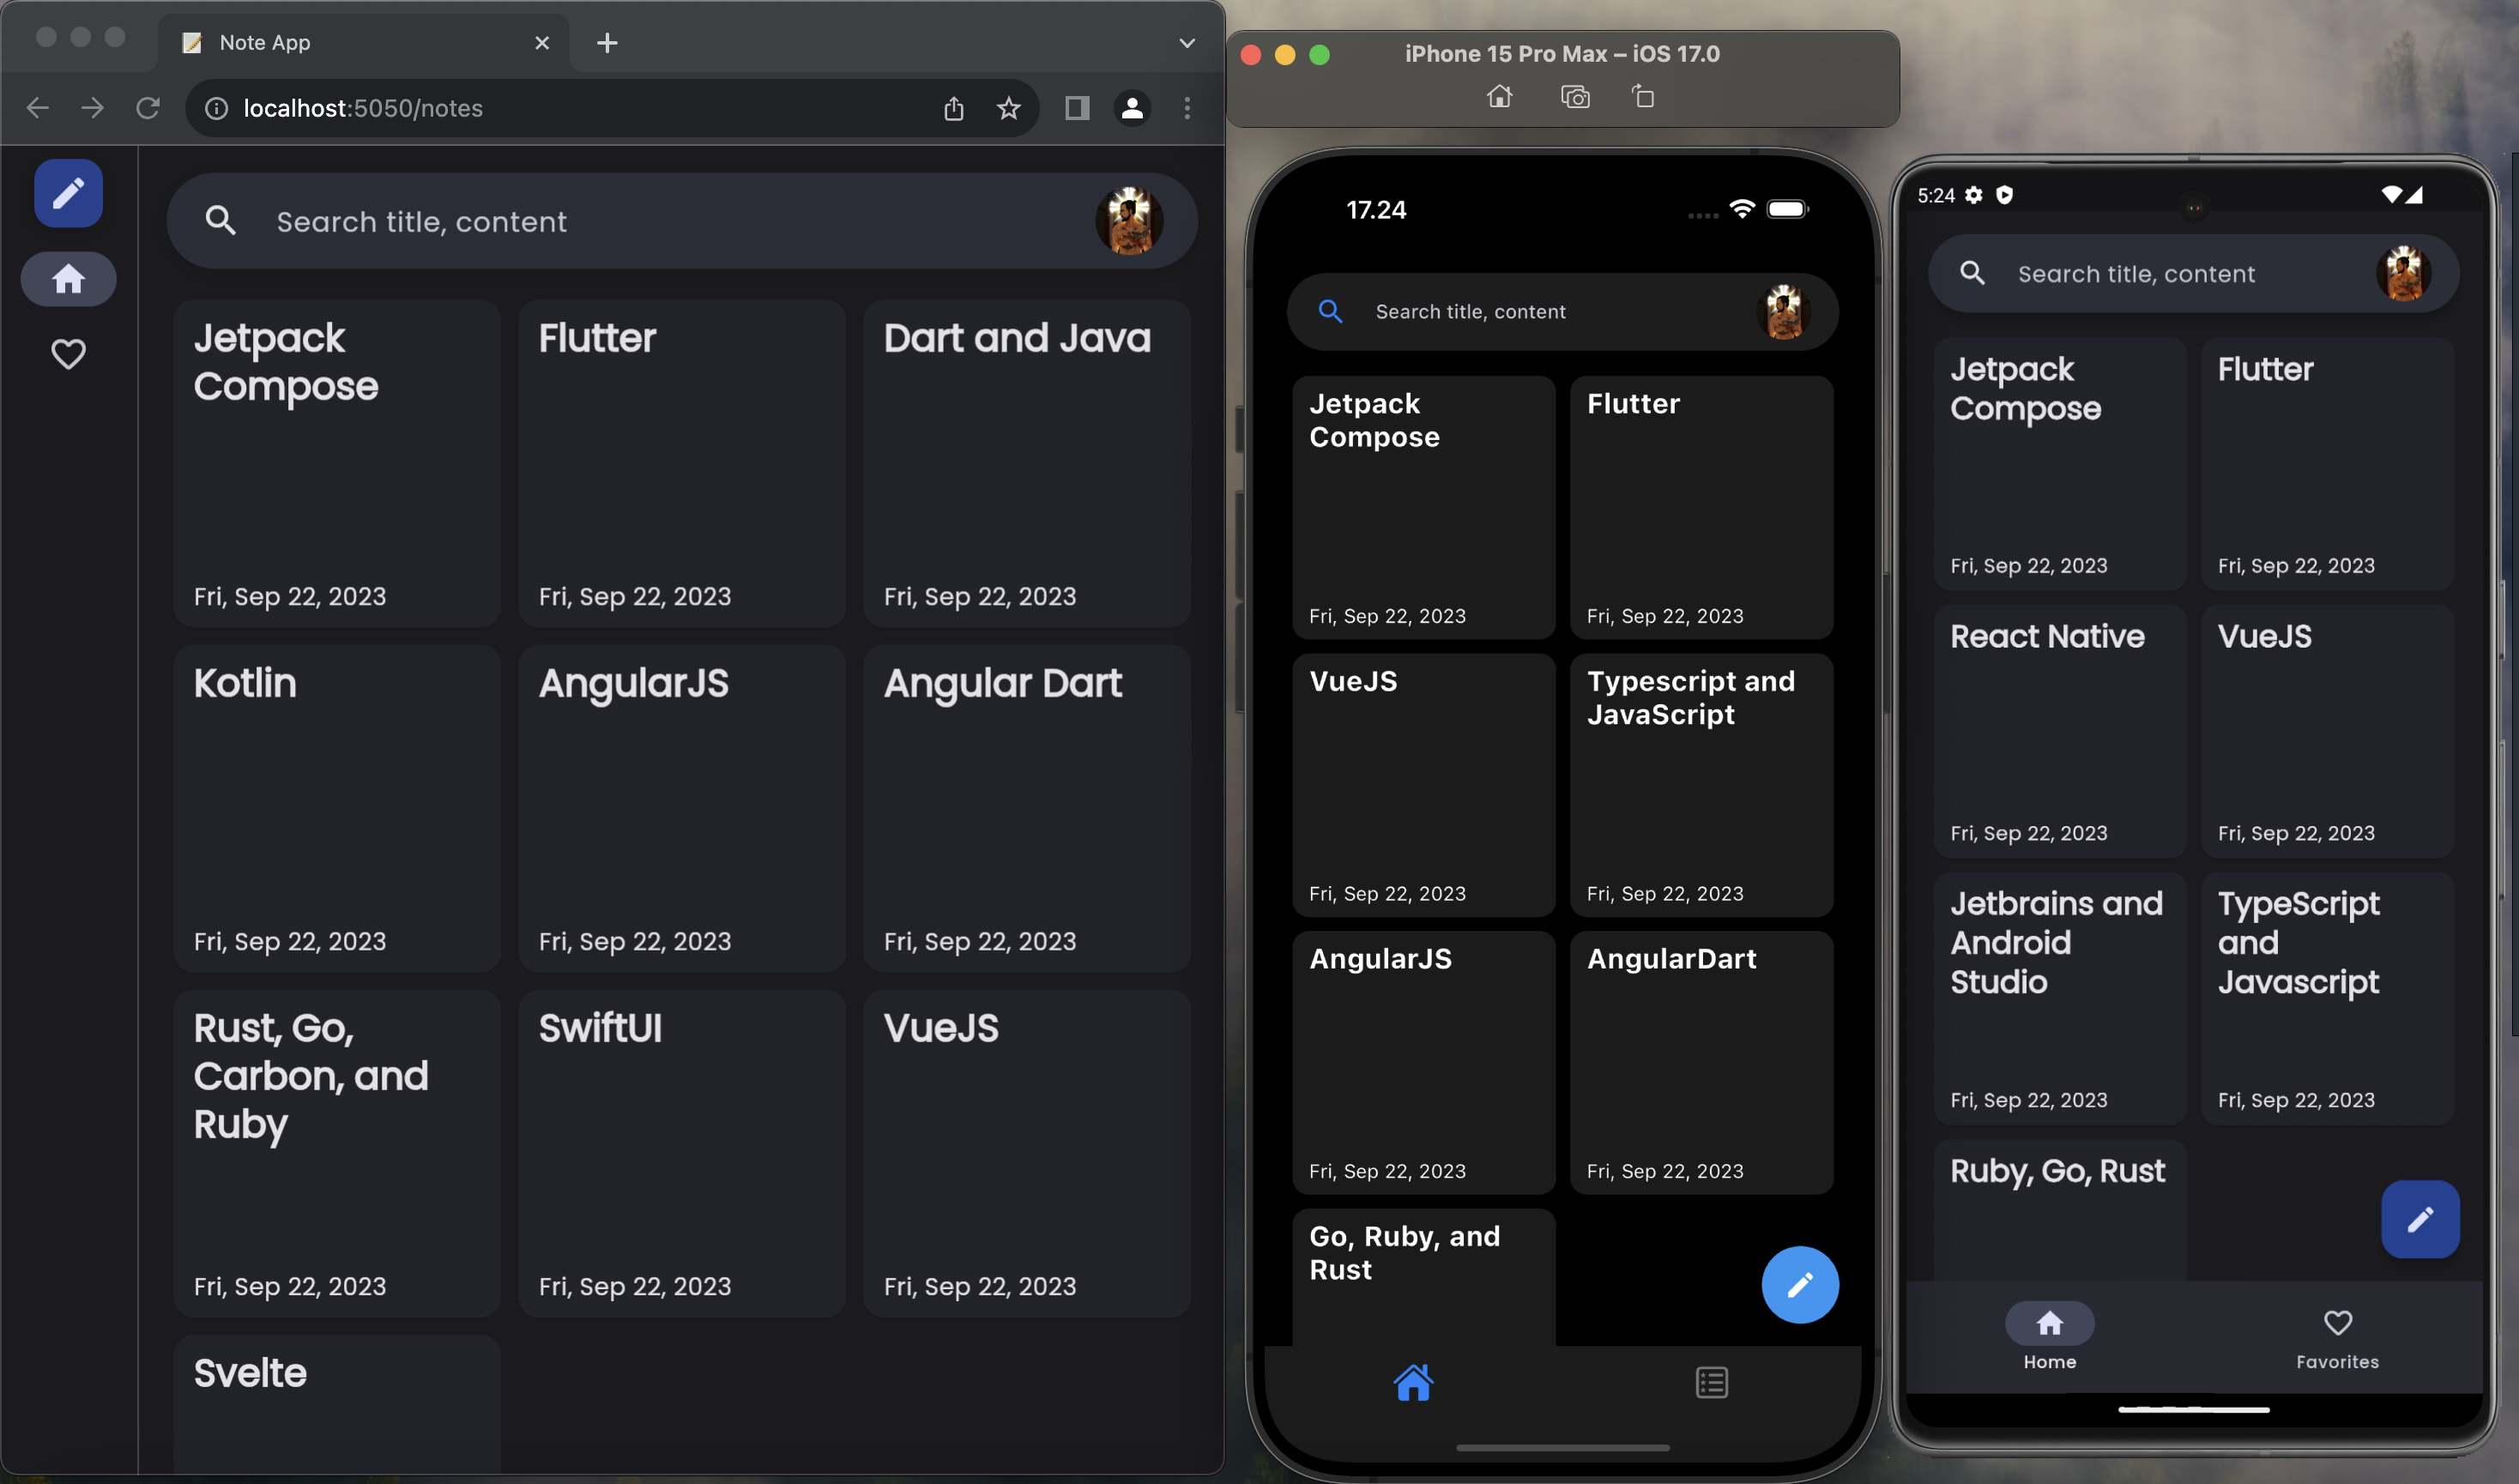 Note App
localhost:5050/notes
Search title, content
Jetpack
Compose
Fri, Sep 22, 2023
Flutter
Fri, Sep 22, 2023
Dart and Java
Fri, Sep 22, 2023
Kotlin
Fri, Sep 22, 2023
AngularJS
Fri, Sep 22, 2023
Angular Dart
Fri, Sep 22, 2023
Rust, Go,
Carbon, and
Ruby
Fri, Sep 22, 2023
SwiftUI
Fri, Sep 22, 2023
VueJS
Fri, Sep 22, 2023
Svelte
iPhone 15 Pro Max – iOS 17.0
17.24
Search title, content
Jetpack
Compose
Fri, Sep 22, 2023
Flutter
Fri, Sep 22, 2023
VueJS
Fri, Sep 22, 2023
Typescript and
JavaScript
Fri, Sep 22, 2023
AngularJS
Fri, Sep 22, 2023
AngularDart
Fri, Sep 22, 2023
Go, Ruby, and
Rust
5:24
Search title, content
Jetpack
Compose
Fri, Sep 22, 2023
Flutter
Fri, Sep 22, 2023
React Native
Fri, Sep 22, 2023
VueJS
Fri, Sep 22, 2023
Jetbrains and
Android
Studio
Fri, Sep 22, 2023
TypeScript
and
Javascript
Fri, Sep 22, 2023
Ruby, Go, Rust
Home
Favorites